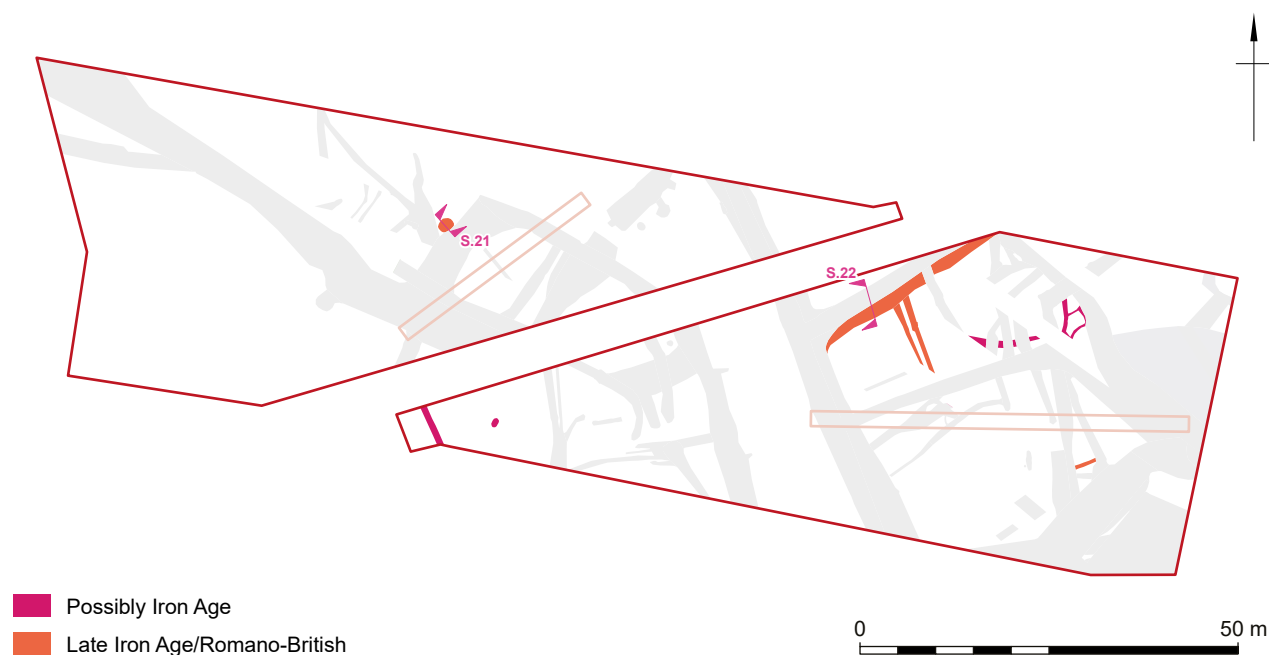 S.21
S.22
Possibly Iron Age
Late Iron Age/Romano-British
0 50 m